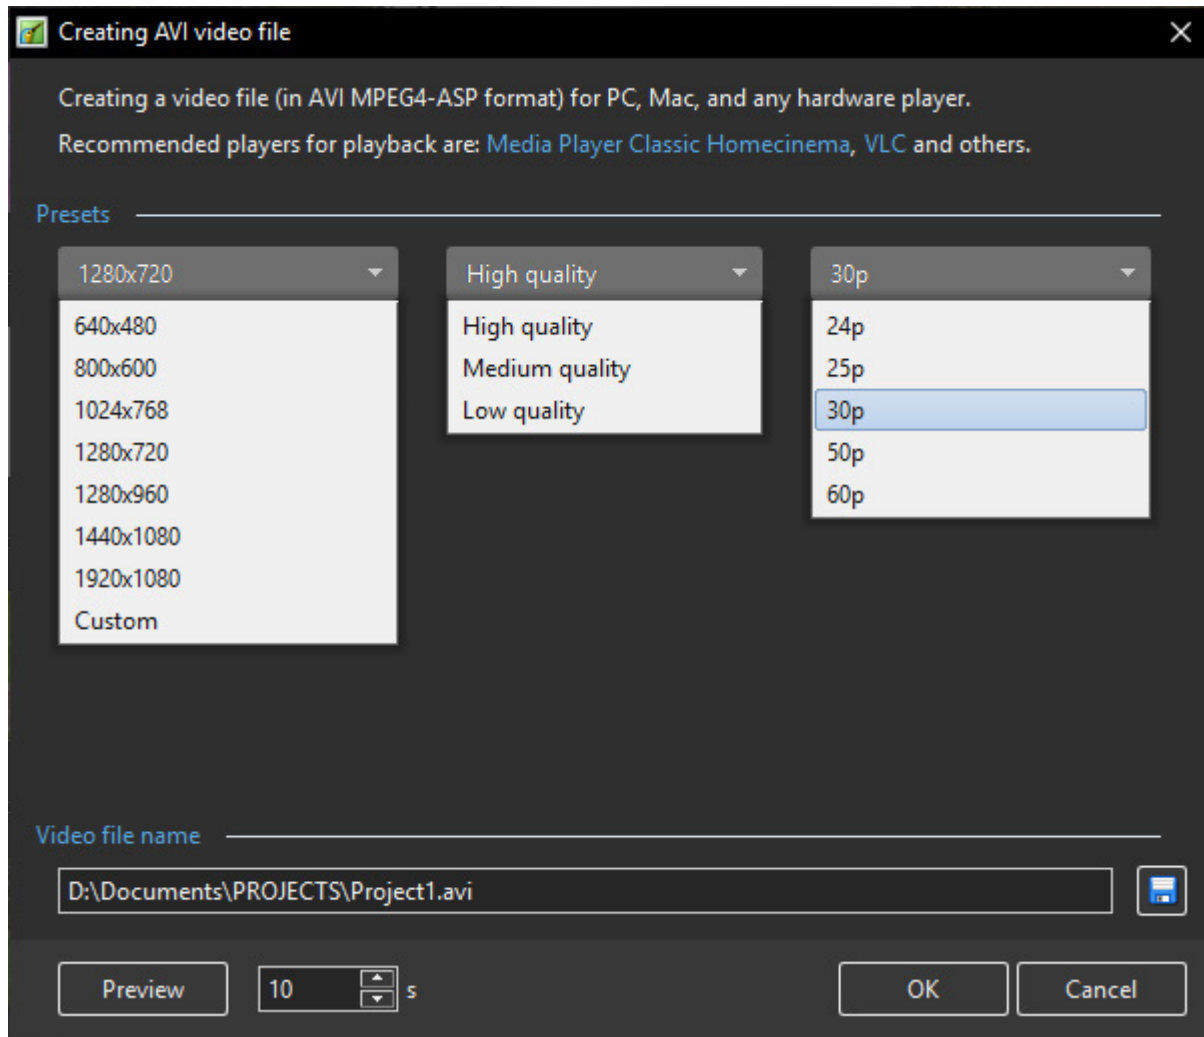 Creating AVI video file
Creating a video file (in AVI MPEG4-ASP format) for PC, Mac, and any hardware player.
Recommended players for playback are: Media Player Classic Homecinema, VLC and others.
Presets
1280x720
640x480
800x600
1024x768
1280x720
1280x960
1440x1080
1920x1080
Custom
High quality
High quality
Medium quality
Low quality
30p
24p
25p
30p
50p
60p
Video file name
D:\Documents\PROJECTS\Project1.avi
Preview 10 s OK Cancel